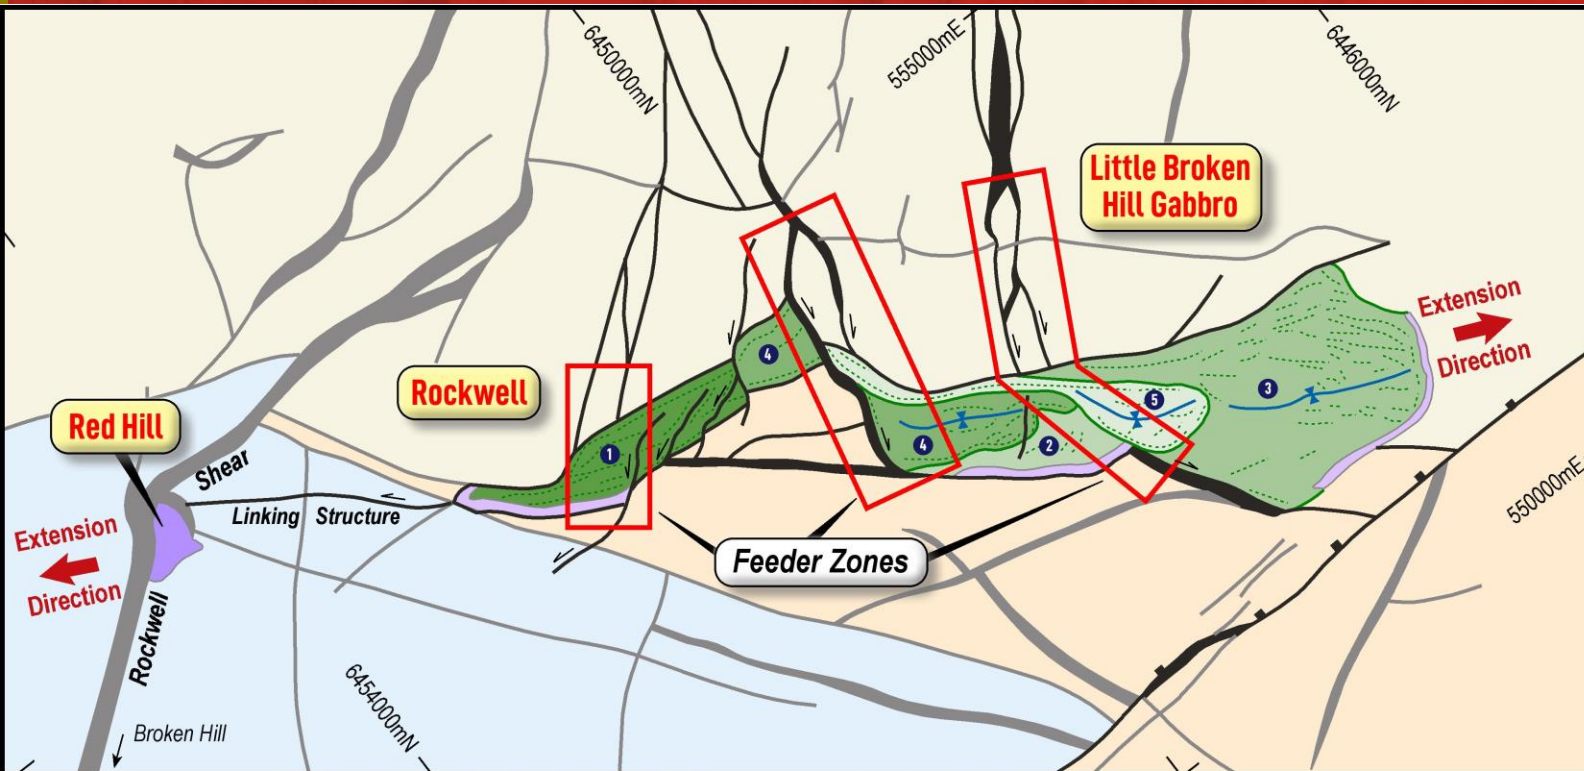 6450000mN
555000mE
6446000mN
Little Broken
Hill Gabbro
Extension
Direction
Rockwell
Red Hill
4
3
5
1
4
2
Shear
Linking Structure
550000mE
Extension
Direction
Feeder Zones
Rockwell
6454000mN
Broken Hill